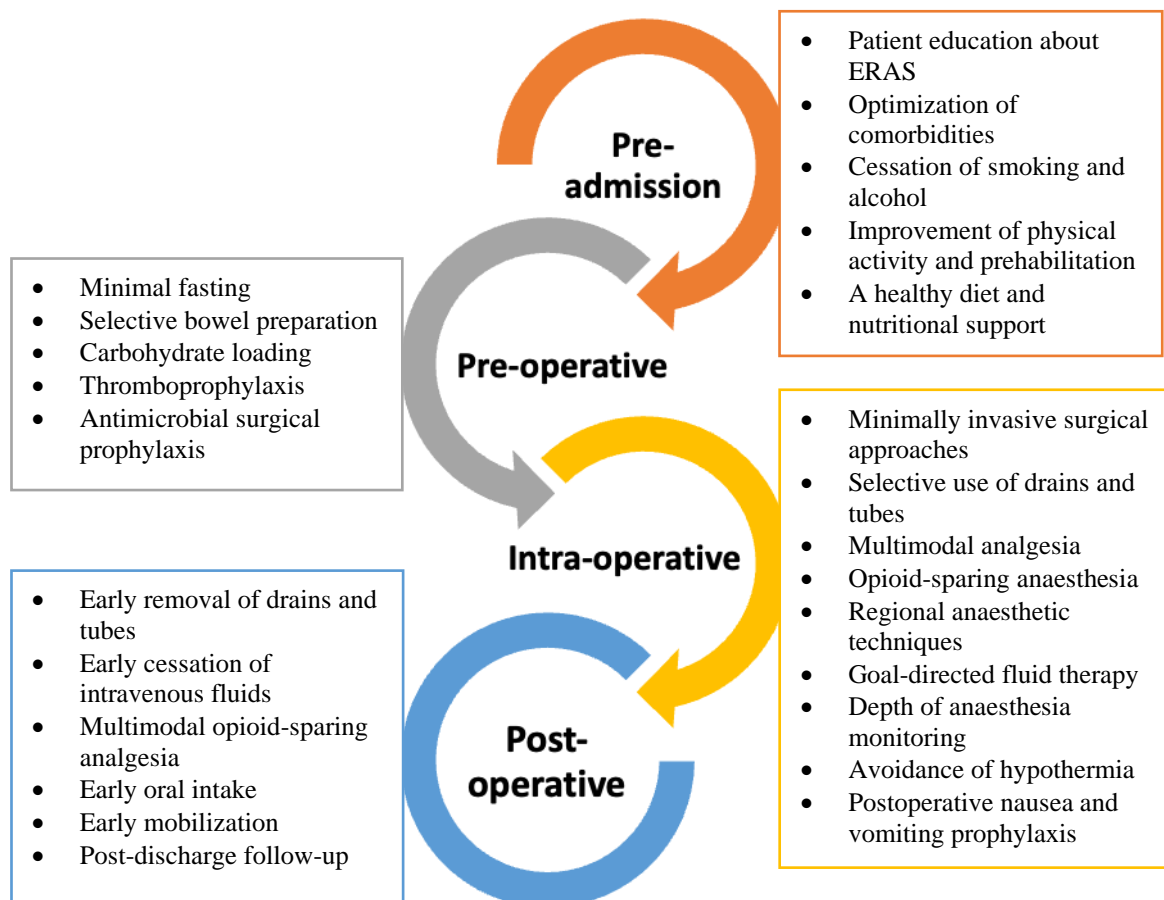 Pre-
admission
• Patient education about
ERAS
• Optimization of
comorbidities
• Cessation of smoking and
alcohol
• Improvement of physical
activity and prehabilitation
• A healthy diet and
nutritional support
Pre-operative
• Minimal fasting
• Selective bowel preparation
• Carbohydrate loading
• Thromboprophylaxis
• Antimicrobial surgical
prophylaxis
Intra-operative
• Minimally invasive surgical
approaches
• Selective use of drains and
tubes
• Multimodal analgesia
• Opioid-sparing anaesthesia
• Regional anaesthetic
techniques
• Goal-directed fluid therapy
• Depth of anaesthesia
monitoring
• Avoidance of hypothermia
• Postoperative nausea and
vomiting prophylaxis
Post-
operative
• Early removal of drains and
tubes
• Early cessation of
intravenous fluids
• Multimodal opioid-sparing
analgesia
• Early oral intake
• Early mobilization
• Post-discharge follow-up